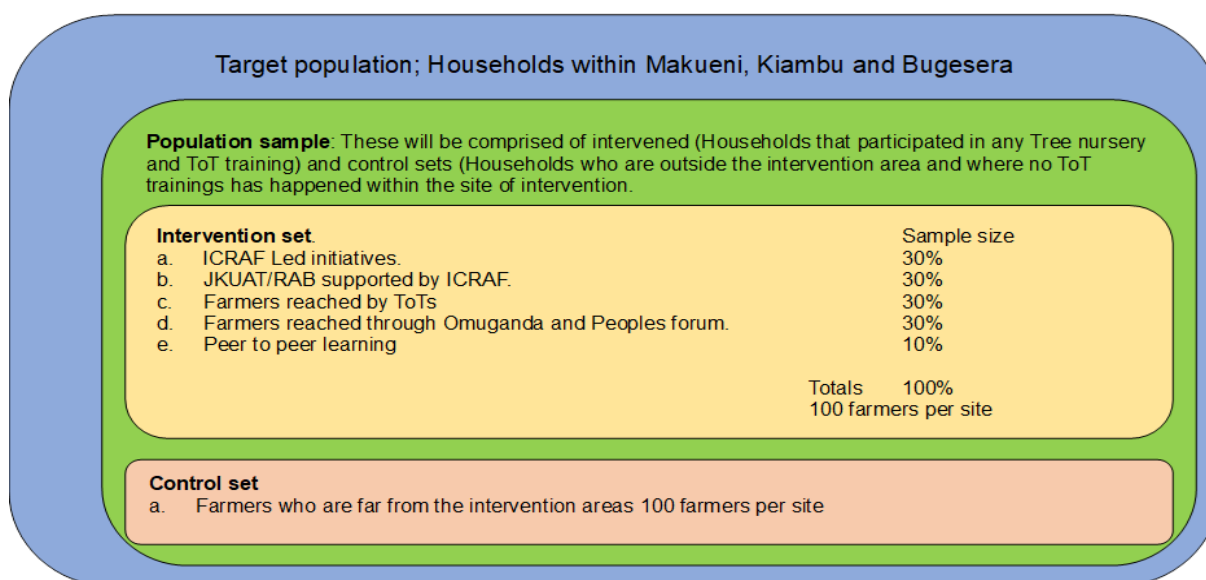 Target population; Households within Makueni, Kiambu and Bugesera
Population sample: These will be comprised of intervened (Households that participated in any Tree nursery
and ToT training) and control sets (Households who are outside the intervention area and where no ToT
trainings has happened within the site of intervention.
Intervention set. Sample size
a. ICRAF Led initiatives. 30%
b. JKUAT/RAB supported by ICRAF. 30%
c. Farmers reached by ToTs 30%
d. Farmers reached through Omuganda and Peoples forum. 30%
e. Peer to peer learning 10%
Totals 100%
100 farmers per site
Control set
a. Farmers who are far from the intervention areas 100 farmers per site